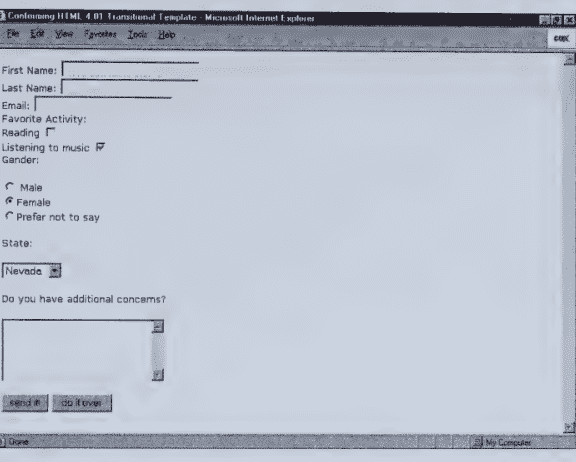 Conforming HTML 4.01 Transitional Template - Microsoft Internet Explorer
File Edit View Favorites Tools Help
cox
First Name:
Last Name:
Email:
Favorite Activity:
Reading
Listening to music
Gender:
Male
Female
Prefer not to say
State:
Nevada
Do you have additional concerns?
send it do it over
Done My Computer